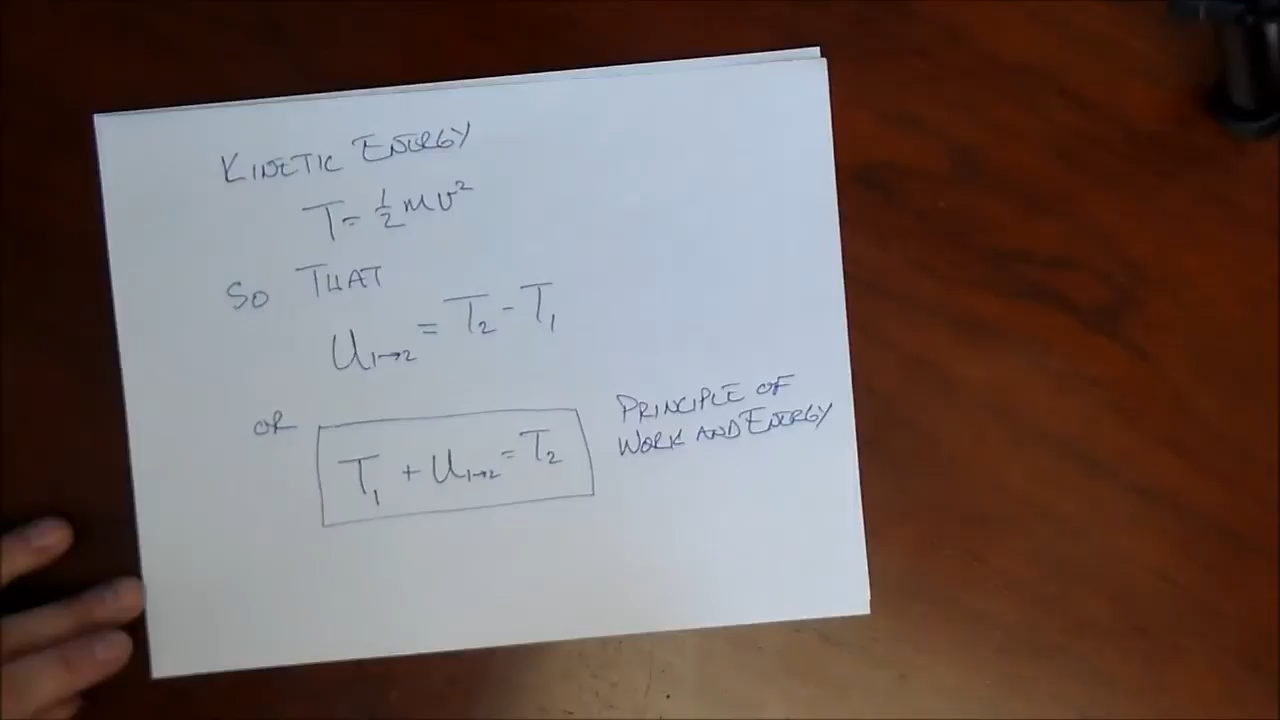 KINETIC ENERGY
T = 1/2 mv²
SO THAT
U₁→₂ = T₂ - T₁
OR
T₁ + U₁→₂ = T₂
PRINCIPLE OF
WORK AND ENERGY